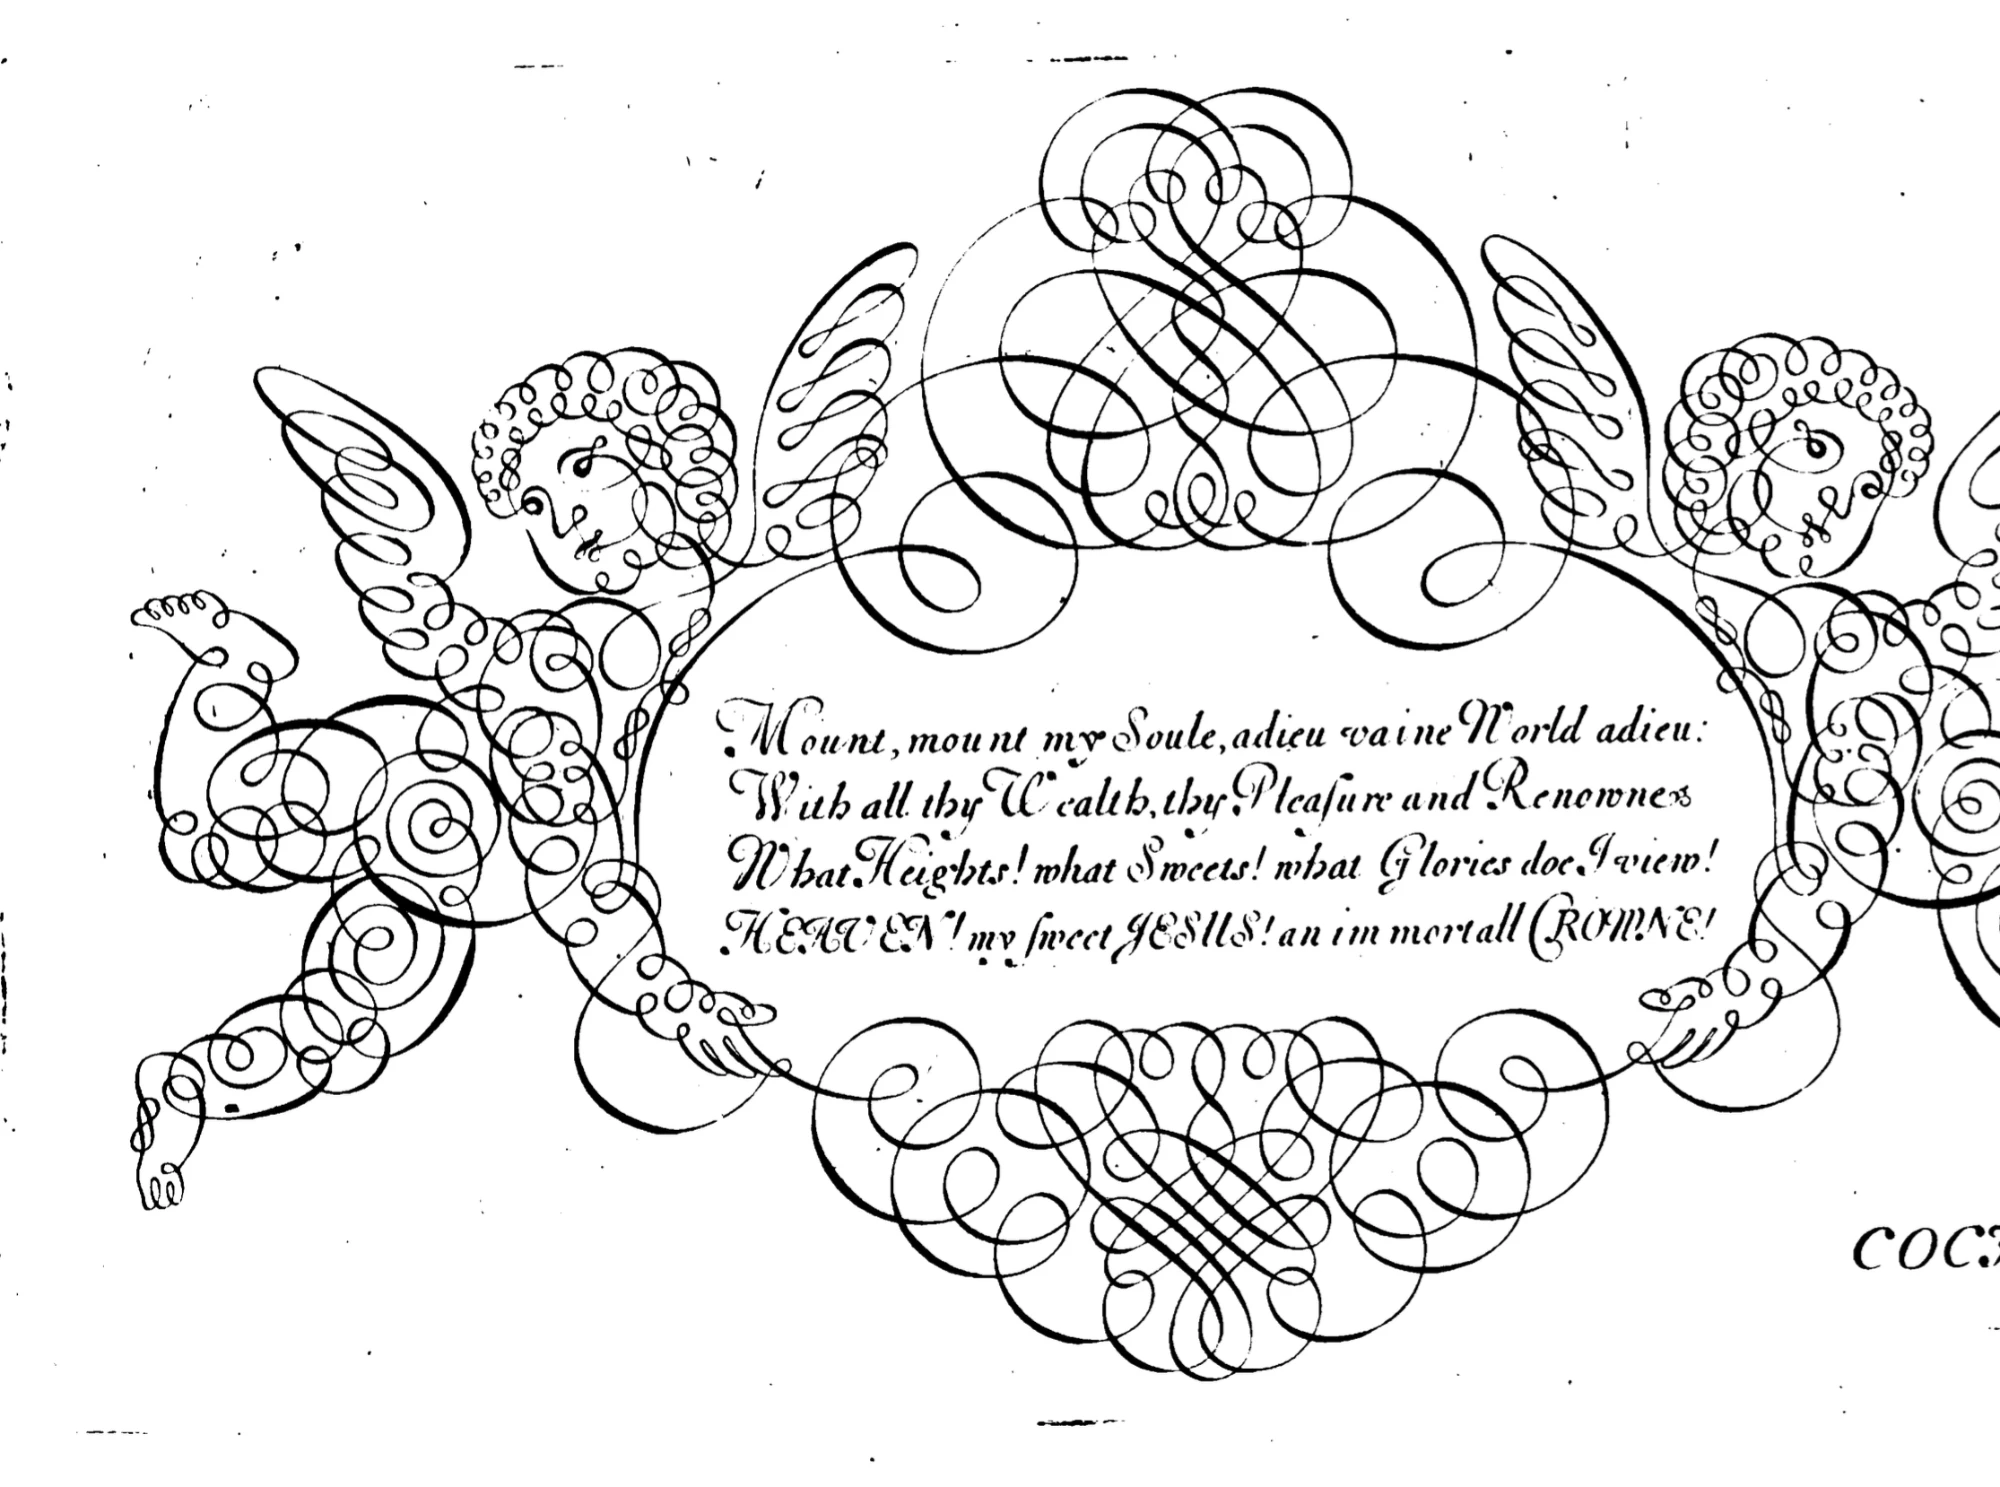 Mount, mount my Soule, adieu vaine World adieu:
With all thy Wealth, thy Pleaſure and Renowne
What Heights! what Sweets! what Glories doe I view!
HEAVEN! my ſweet JESUS! an immortall CROWNE!